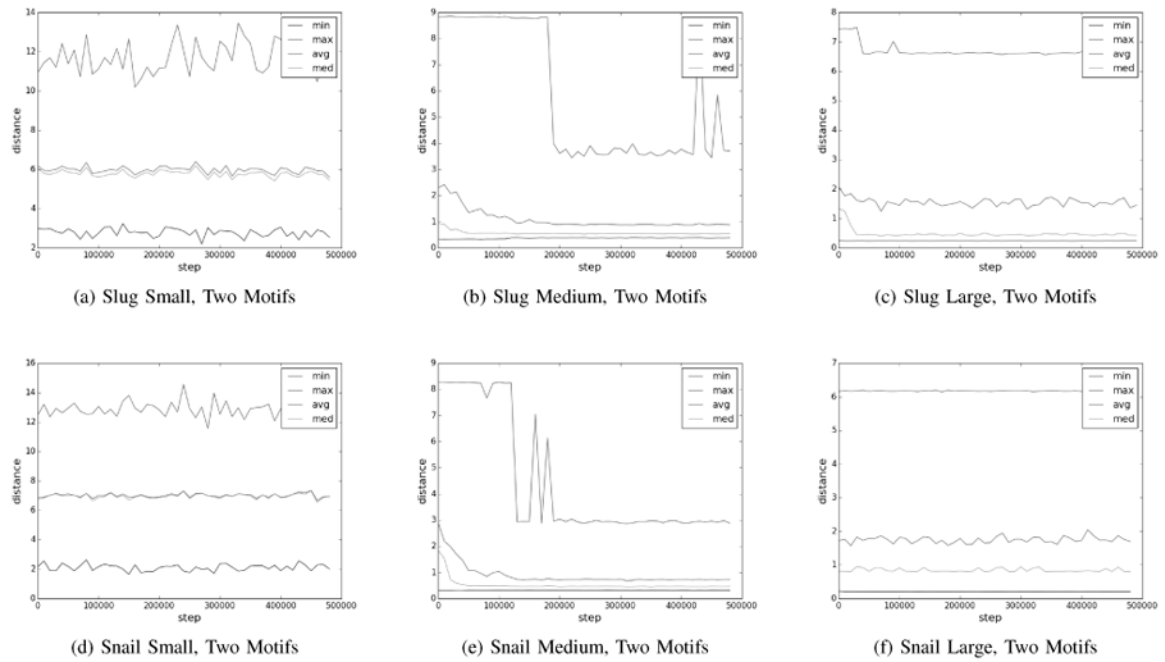 14
12
10
8
6
4
2
distance
min
max
avg
med
0 100000 200000 300000 400000 500000
step
(a) Slug Small, Two Motifs
9
8
7
6
5
4
3
2
1
0
distance
min
max
avg
med
0 100000 200000 300000 400000 500000
step
(b) Slug Medium, Two Motifs
8
7
6
5
4
3
2
1
0
distance
min
max
avg
med
0 100000 200000 300000 400000 500000
step
(c) Slug Large, Two Motifs
16
14
12
10
8
6
4
2
0
distance
min
max
avg
med
0 100000 200000 300000 400000 500000
step
(d) Snail Small, Two Motifs
9
8
7
6
5
4
3
2
1
0
distance
min
max
avg
med
0 100000 200000 300000 400000 500000
step
(e) Snail Medium, Two Motifs
7
6
5
4
3
2
1
0
distance
min
max
avg
med
0 100000 200000 300000 400000 500000
step
(f) Snail Large, Two Motifs